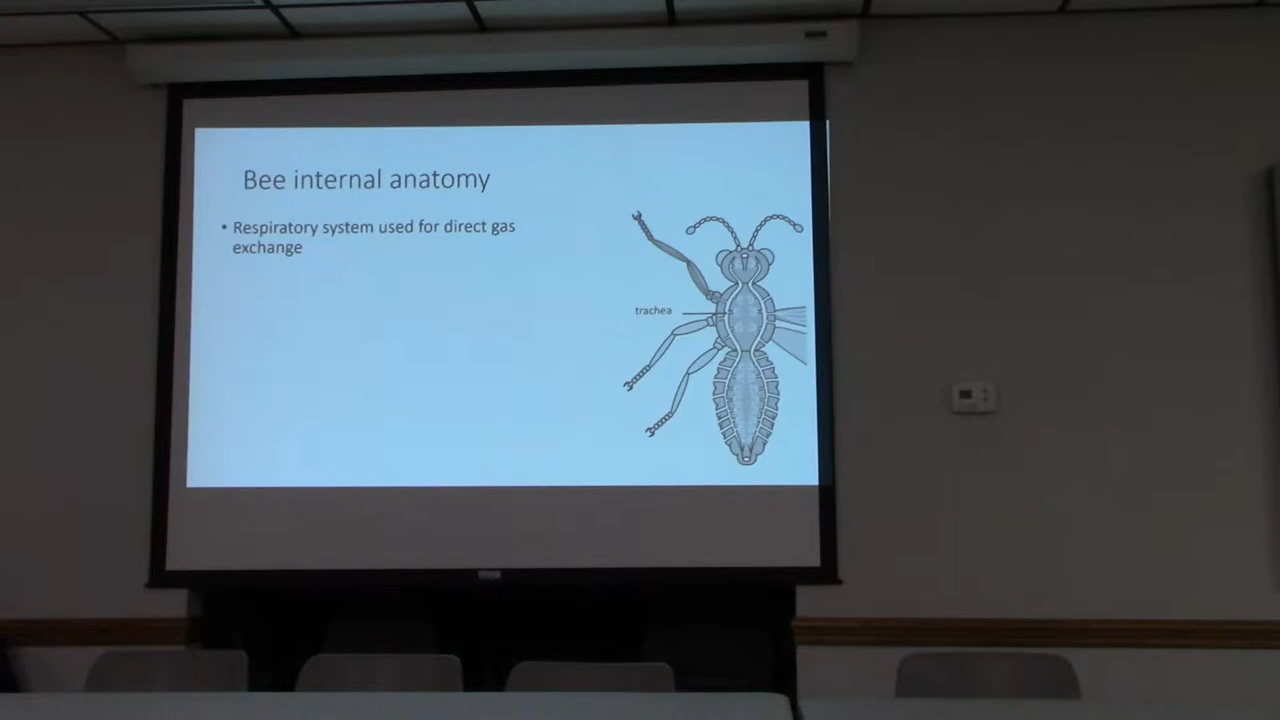 Bee internal anatomy
• Respiratory system used for direct gas
exchange
trachea